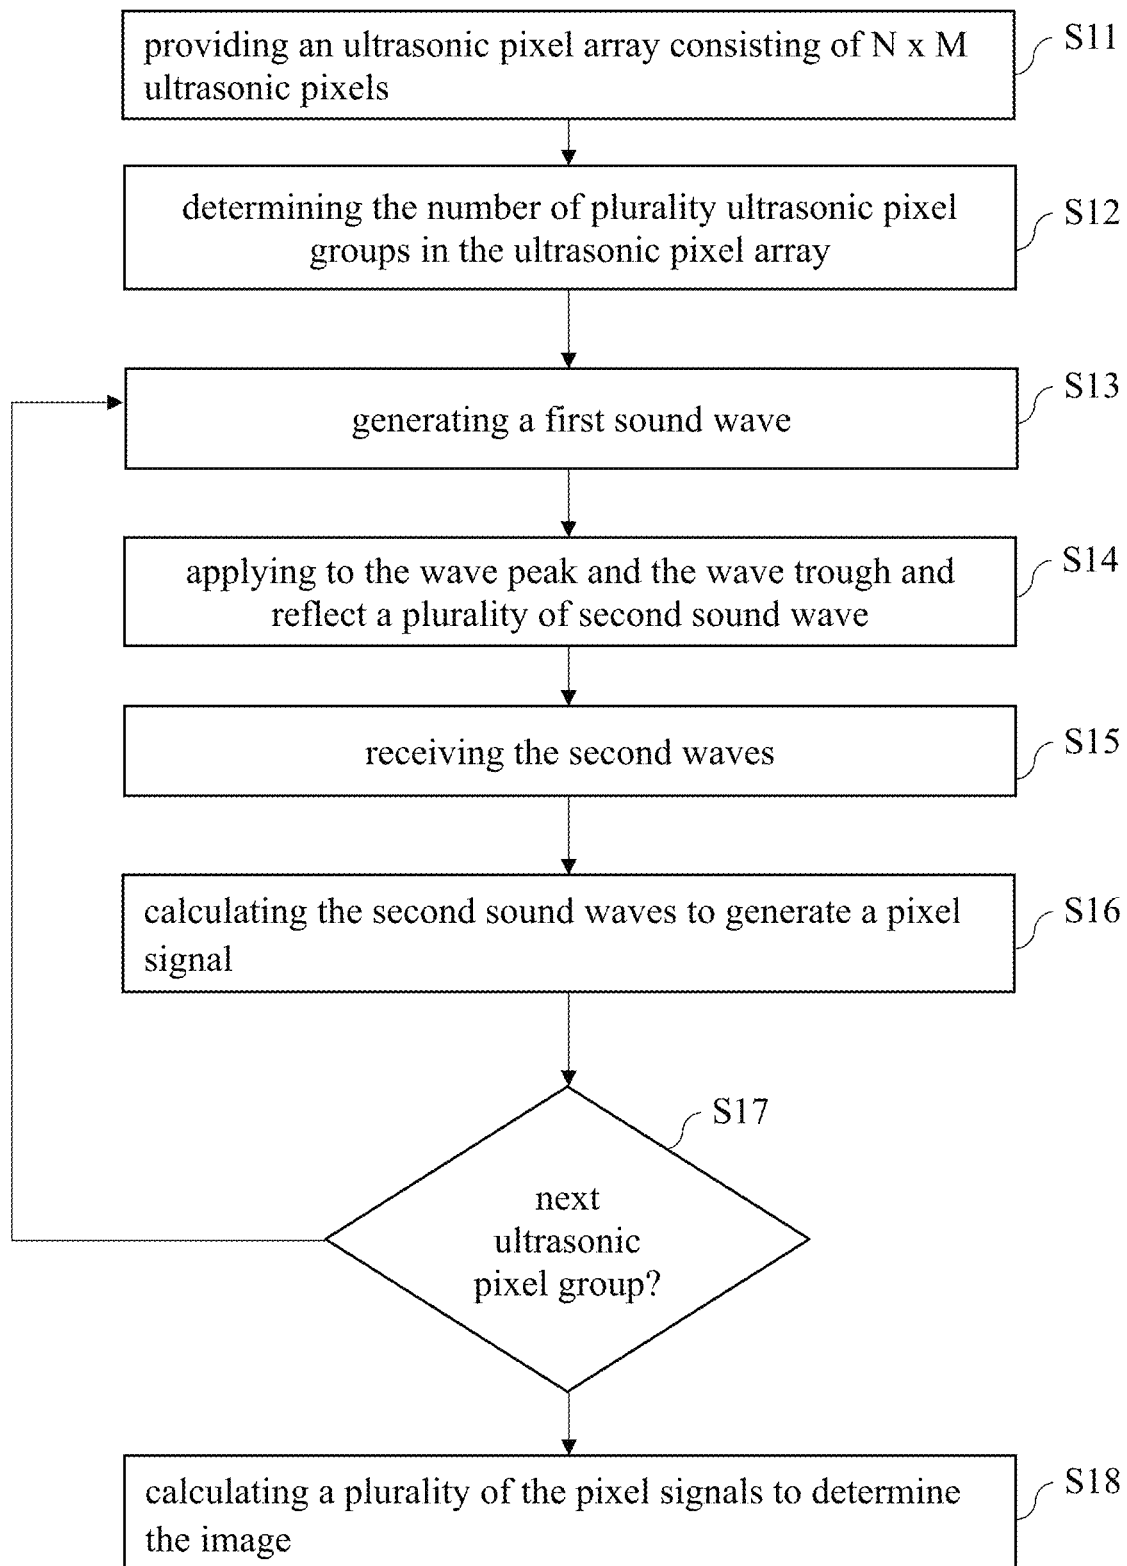 providing an ultrasonic pixel array consisting of N x M
ultrasonic pixels
S11
determining the number of plurality ultrasonic pixel
groups in the ultrasonic pixel array
S12
generating a first sound wave
S13
applying to the wave peak and the wave trough and
reflect a plurality of second sound wave
S14
receiving the second waves
S15
calculating the second sound waves to generate a pixel
signal
S16
S17
next
ultrasonic
pixel group?
calculating a plurality of the pixel signals to determine
the image
S18